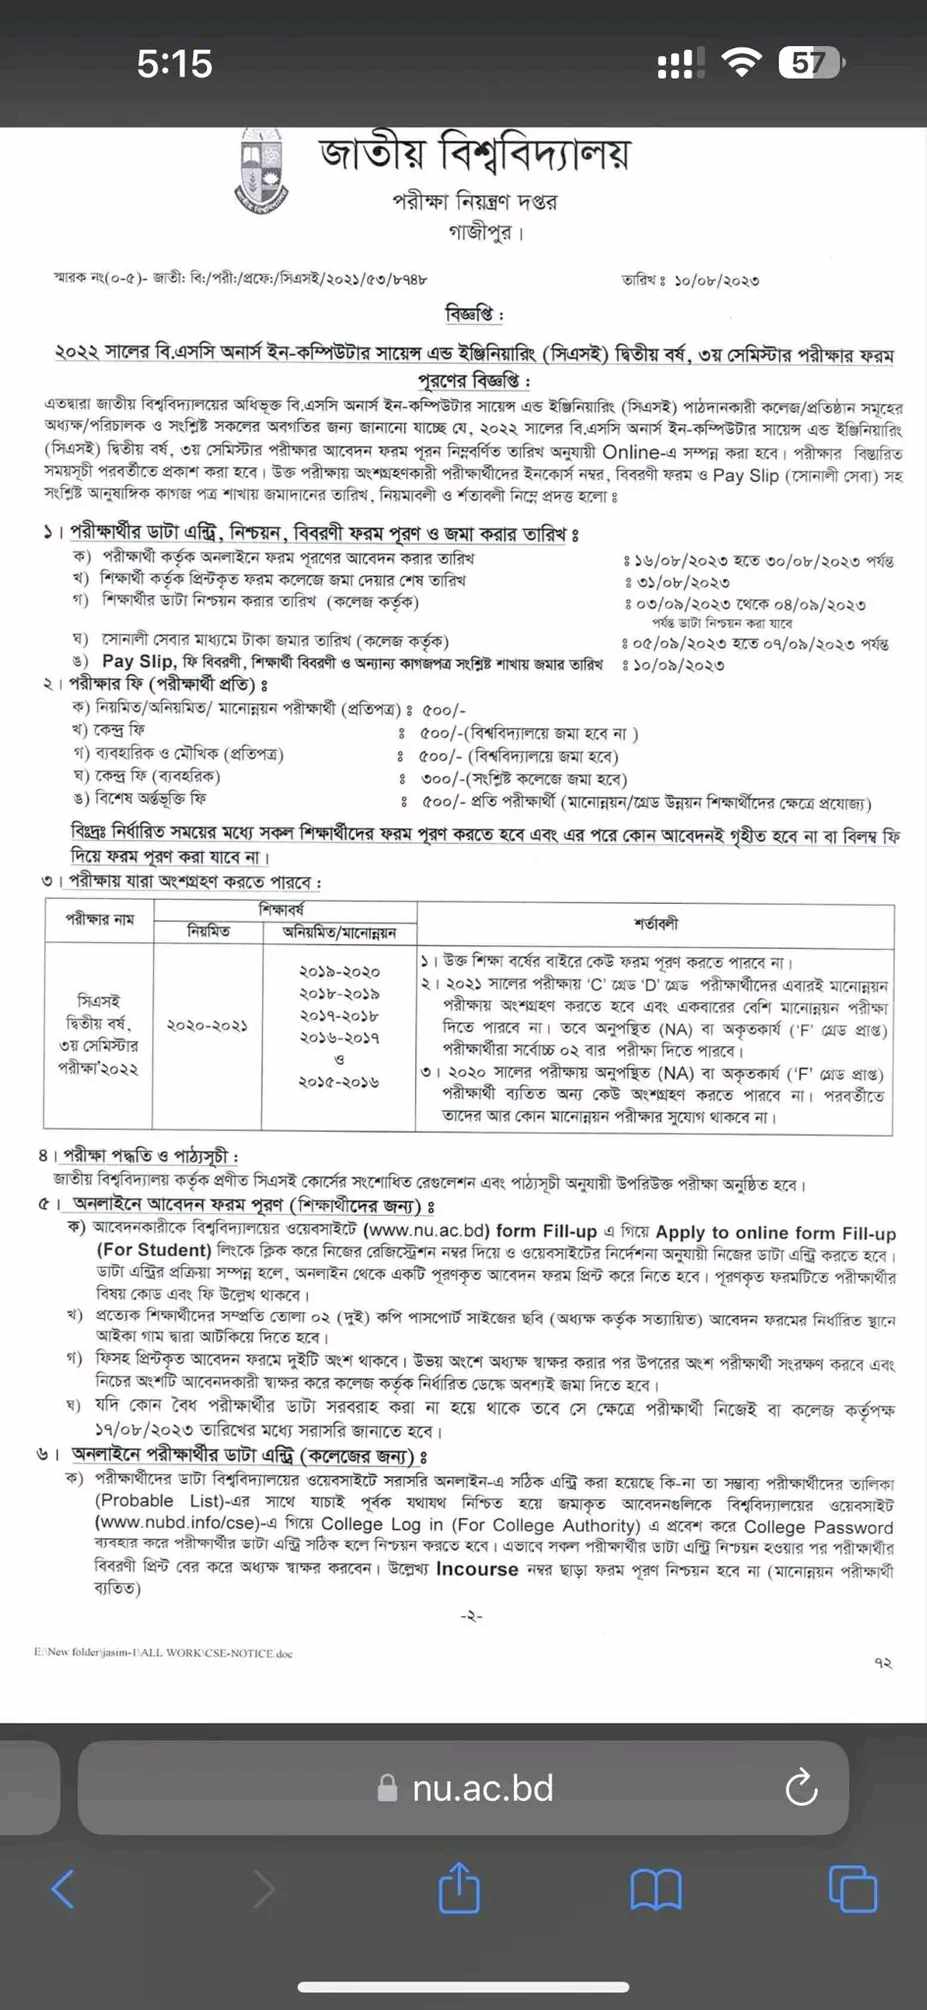 5:15
57
জাতীয় বিশ্ববিদ্যালয়
পরীক্ষা নিয়ন্ত্রণ দপ্তর
গাজীপুর।
স্মারক নং(০-৫)- জাতী: বি:/পরী:/প্রফে:/সিএসই/২০২১/৫৩/৮৭৪৮ তারিখঃ ১০/০৮/২০২৩
বিজ্ঞপ্তি :
২০২২ সালের বি.এসসি অনার্স ইন-কম্পিউটার সায়েন্স এন্ড ইঞ্জিনিয়ারিং (সিএসই) দ্বিতীয় বর্ষ, ৩য় সেমিস্টার পরীক্ষার ফরম
পূরণের বিজ্ঞপ্তি :
এতদ্বারা জাতীয় বিশ্ববিদ্যালয়ের অধিভুক্ত বি.এসসি অনার্স ইন-কম্পিউটার সায়েন্স এন্ড ইঞ্জিনিয়ারিং (সিএসই) পাঠদানকারী কলেজ/প্রতিষ্ঠান সমূহের
অধ্যক্ষ/পরিচালক ও সংশ্লিষ্ট সকলের অবগতির জন্য জানানো যাচ্ছে যে, ২০২২ সালের বি.এসসি অনার্স ইন-কম্পিউটার সায়েন্স এন্ড ইঞ্জিনিয়ারিং
(সিএসই) দ্বিতীয় বর্ষ, ৩য় সেমিস্টার পরীক্ষার আবেদন ফরম পূরন নিম্নবর্ণিত তারিখ অনুযায়ী Online-এ সম্পন্ন করা হবে। পরীক্ষার বিস্তারিত
সময়সূচী পরবর্তীতে প্রকাশ করা হবে। উক্ত পরীক্ষায় অংশগ্রহণকারী পরীক্ষার্থীদের ইনকোর্স নম্বর, বিবরণী ফরম ও Pay Slip (সোনালী সেবা) সহ
সংশ্লিষ্ট আনুষাঙ্গিক কাগজ পত্র শাখায় জমাদানের তারিখ, নিয়মাবলী ও র্শতাবলী নিম্নে প্রদত্ত হলো ঃ
১। পরীক্ষার্থীর ডাটা এন্ট্রি, নিশ্চয়ন, বিবরণী ফরম পূরণ ও জমা করার তারিখ ঃ
ক) পরীক্ষার্থী কর্তৃক অনলাইনে ফরম পূরণের আবেদন করার তারিখ ঃ ১৬/০৮/২০২৩ হতে ৩০/০৮/২০২৩ পর্যন্ত
খ) শিক্ষার্থী কর্তৃক প্রিন্টকৃত ফরম কলেজে জমা দেয়ার শেষ তারিখ ঃ ৩১/০৮/২০২৩
গ) শিক্ষার্থীর ডাটা নিশ্চয়ন করার তারিখ (কলেজ কর্তৃক) ঃ ০৩/০৯/২০২৩ থেকে ০৪/০৯/২০২৩
পর্যন্ত ডাটা নিশ্চয়ন করা যাবে
ঘ) সোনালী সেবার মাধ্যমে টাকা জমার তারিখ (কলেজ কর্তৃক) ঃ ০৫/০৯/২০২৩ হতে ০৭/০৯/২০২৩ পর্যন্ত
ঙ) Pay Slip, ফি বিবরণী, শিক্ষার্থী বিবরণী ও অন্যান্য কাগজপত্র সংশ্লিষ্ট শাখায় জমার তারিখ ঃ ১০/০৯/২০২৩
২। পরীক্ষার ফি (পরীক্ষার্থী প্রতি) ঃ
ক) নিয়মিত/অনিয়মিত/ মানোন্নয়ন পরীক্ষার্থী (প্রতিপত্র) ঃ ৫০০/-
খ) কেন্দ্র ফি ঃ ৫০০/-(বিশ্ববিদ্যালয়ে জমা হবে না )
গ) ব্যবহারিক ও মৌখিক (প্রতিপত্র) ঃ ৫০০/- (বিশ্ববিদ্যালয়ে জমা হবে)
ঘ) কেন্দ্র ফি (ব্যবহরিক) ঃ ৩০০/-(সংশ্লিষ্ট কলেজে জমা হবে)
ঙ) বিশেষ অর্ন্তভূক্তি ফি ঃ ৫০০/- প্রতি পরীক্ষার্থী (মানোন্নয়ন/গ্রেড উন্নয়ন শিক্ষার্থীদের ক্ষেত্রে প্রযোজ্য)
বিঃদ্রঃ নির্ধারিত সময়ের মধ্যে সকল শিক্ষার্থীদের ফরম পূরণ করতে হবে এবং এর পরে কোন আবেদনই গৃহীত হবে না বা বিলম্ব ফি
দিয়ে ফরম পূরণ করা যাবে না।
৩। পরীক্ষায় যারা অংশগ্রহণ করতে পারবে :
পরীক্ষার নাম শিক্ষাবর্ষ শর্তাবলী
নিয়মিত অনিয়মিত/মানোন্নয়ন
সিএসই
দ্বিতীয় বর্ষ,
৩য় সেমিস্টার
পরীক্ষা'২০২২
২০২০-২০২১
২০১৯-২০২০
২০১৮-২০১৯
২০১৭-২০১৮
২০১৬-২০১৭
ও
২০১৫-২০১৬
১। উক্ত শিক্ষা বর্ষের বাইরে কেউ ফরম পূরণ করতে পারবে না।
২। ২০২১ সালের পরীক্ষায় 'C' গ্রেড 'D' গ্রেড পরীক্ষার্থীদের এবারই মানোন্নয়ন
পরীক্ষায় অংশগ্রহণ করতে হবে এবং একবারের বেশি মানোন্নয়ন পরীক্ষা
দিতে পারবে না। তবে অনুপস্থিত (NA) বা অকৃতকার্য ('F' গ্রেড প্রাপ্ত)
পরীক্ষার্থীরা সর্বোচ্চ ০২ বার পরীক্ষা দিতে পারবে।
৩। ২০২০ সালের পরীক্ষায় অনুপস্থিত (NA) বা অকৃতকার্য ('F' গ্রেড প্রাপ্ত)
পরীক্ষার্থী ব্যতিত অন্য কেউ অংশগ্রহণ করতে পারবে না। পরবর্তীতে
তাদের আর কোন মানোন্নয়ন পরীক্ষার সুযোগ থাকবে না।
৪। পরীক্ষা পদ্ধতি ও পাঠ্যসূচী :
জাতীয় বিশ্ববিদ্যালয় কর্তৃক প্রণীত সিএসই কোর্সের সংশোধিত রেগুলেশন এবং পাঠ্যসূচী অনুযায়ী উপরিউক্ত পরীক্ষা অনুষ্ঠিত হবে।
৫। অনলাইনে আবেদন ফরম পূরণ (শিক্ষার্থীদের জন্য) ঃ
ক) আবেদনকারীকে বিশ্ববিদ্যালয়ের ওয়েবসাইটে (www.nu.ac.bd) form Fill-up এ গিয়ে Apply to online form Fill-up
(For Student) লিংকে ক্লিক করে নিজের রেজিস্ট্রেশন নম্বর দিয়ে ও ওয়েবসাইটের নির্দেশনা অনুযায়ী নিজের ডাটা এন্ট্রি করতে হবে।
ডাটা এন্ট্রির প্রক্রিয়া সম্পন্ন হলে, অনলাইন থেকে একটি পূরণকৃত আবেদন ফরম প্রিন্ট করে নিতে হবে। পূরণকৃত ফরমটিতে পরীক্ষার্থীর
বিষয় কোড এবং ফি উল্লেখ থাকবে।
খ) প্রত্যেক শিক্ষার্থীদের সম্প্রতি তোলা ০২ (দুই) কপি পাসপোর্ট সাইজের ছবি (অধ্যক্ষ কর্তৃক সত্যায়িত) আবেদন ফরমের নির্ধারিত স্থানে
আইকা গাম দ্বারা আটকিয়ে দিতে হবে।
গ) ফিসহ প্রিন্টকৃত আবেদন ফরমে দুইটি অংশ থাকবে। উভয় অংশে অধ্যক্ষ স্বাক্ষর করার পর উপরের অংশ পরীক্ষার্থী সংরক্ষণ করবে এবং
নিচের অংশটি আবেদনকারী স্বাক্ষর করে কলেজ কর্তৃক নির্ধারিত ডেস্কে অবশ্যই জমা দিতে হবে।
ঘ) যদি কোন বৈধ পরীক্ষার্থীর ডাটা সরবরাহ করা না হয়ে থাকে তবে সে ক্ষেত্রে পরীক্ষার্থী নিজেই বা কলেজ কর্তৃপক্ষ
১৭/০৮/২০২৩ তারিখের মধ্যে সরাসরি জানাতে হবে।
৬। অনলাইনে পরীক্ষার্থীর ডাটা এন্ট্রি (কলেজের জন্য) ঃ
ক) পরীক্ষার্থীদের ডাটা বিশ্ববিদ্যালয়ের ওয়েবসাইটে সরাসরি অনলাইন-এ সঠিক এন্ট্রি করা হয়েছে কি-না তা সম্ভাব্য পরীক্ষার্থীদের তালিকা
(Probable List)-এর সাথে যাচাই পূর্বক যথাযথ নিশ্চিত হয়ে জমাকৃত আবেদনগুলিকে বিশ্ববিদ্যালয়ের ওয়েবসাইট
(www.nubd.info/cse)-এ গিয়ে College Log in (For College Authority) এ প্রবেশ করে College Password
ব্যবহার করে পরীক্ষার্থীর ডাটা এন্ট্রি সঠিক হলে নিশ্চয়ন করতে হবে। এভাবে সকল পরীক্ষার্থীর ডাটা এন্ট্রি নিশ্চয়ন হওয়ার পর পরীক্ষার্থীর
বিবরণী প্রিন্ট বের করে অধ্যক্ষ স্বাক্ষর করবেন। উল্লেখ্য Incourse নম্বর ছাড়া ফরম পূরণ নিশ্চয়ন হবে না (মানোন্নয়ন পরীক্ষার্থী
ব্যতিত)
-২-
E:\New folder\jasim-1\ALL WORK\CSE-NOTICE.doc
৭২
nu.ac.bd